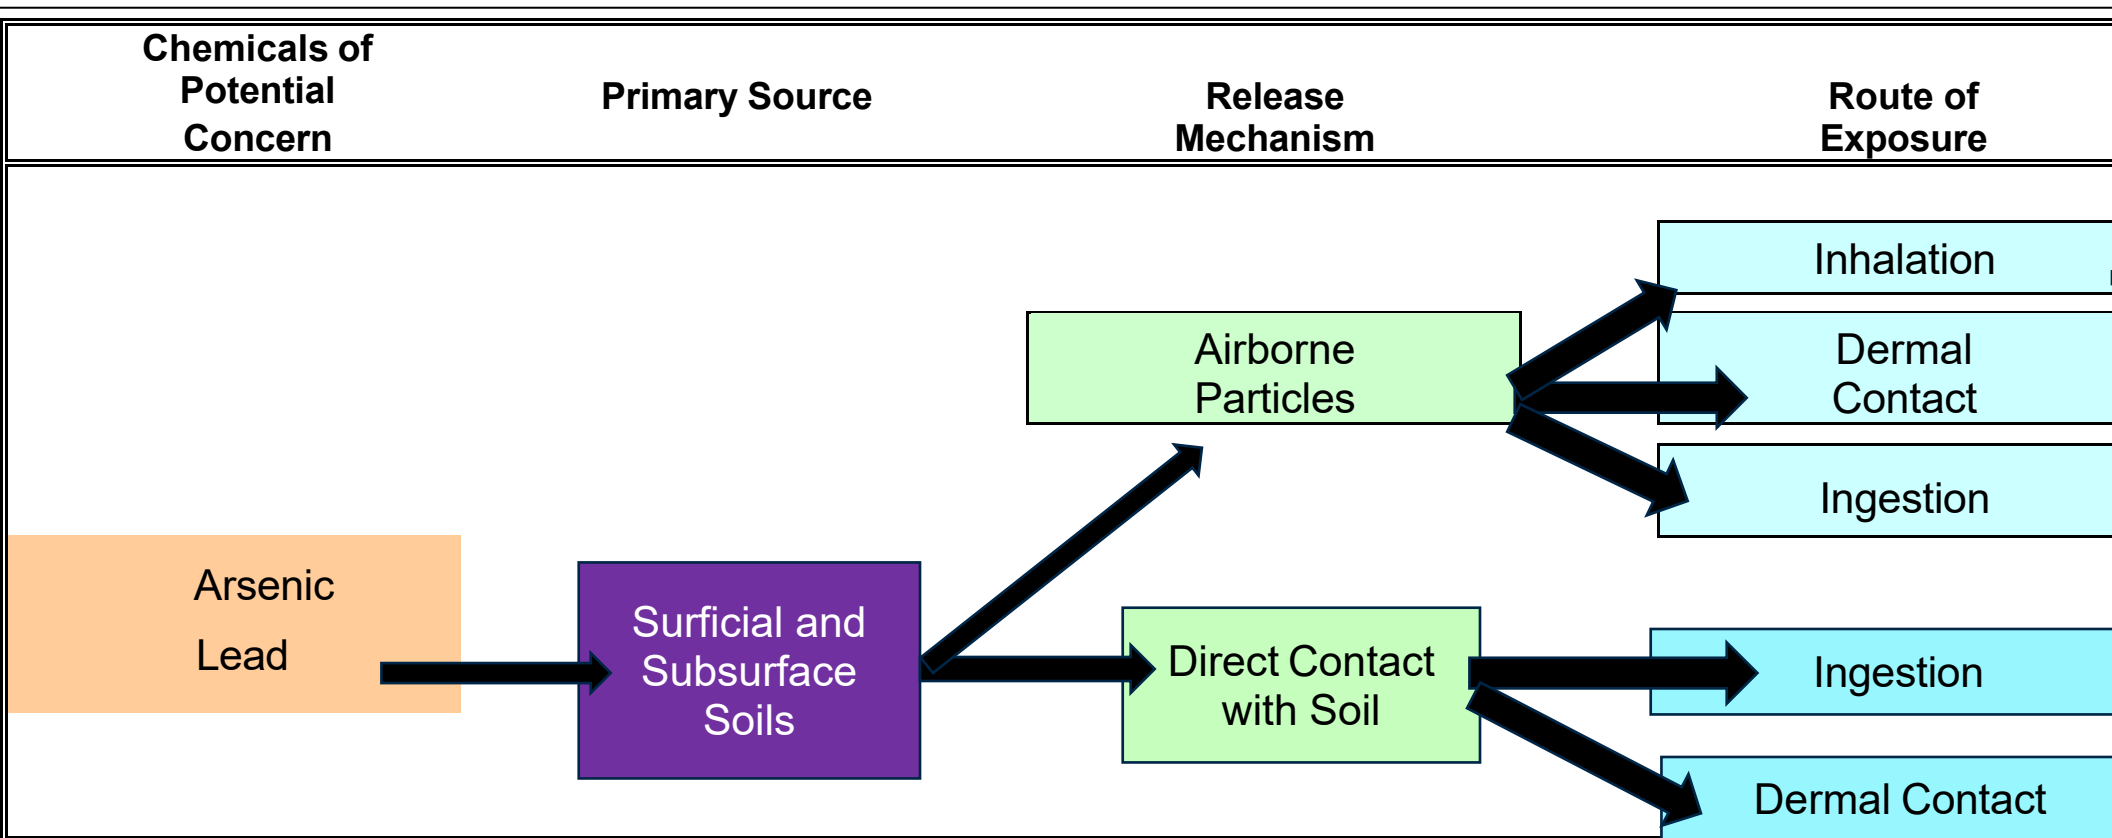 Chemicals of
Potential
Concern
Primary Source
Release
Mechanism
Route of
Exposure
Inhalation
Airborne
Particles
Dermal
Contact
Ingestion
Arsenic
Lead
Surficial and
Subsurface
Soils
Direct Contact
with Soil
Ingestion
Dermal Contact